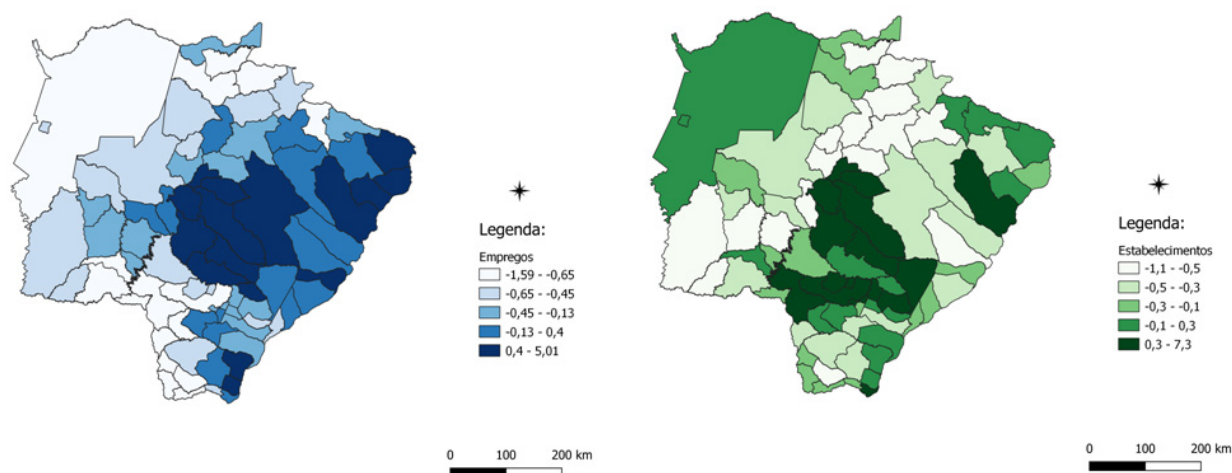 Legenda:
Empregos
-1,59 - -0,65
-0,65 - -0,45
-0,45 - -0,13
-0,13 - 0,4
0,4 - 5,01
0 100 200 km
Legenda:
Estabelecimentos
-1,1 - -0,5
-0,5 - -0,3
-0,3 - -0,1
-0,1 - 0,3
0,3 - 7,3
0 100 200 km